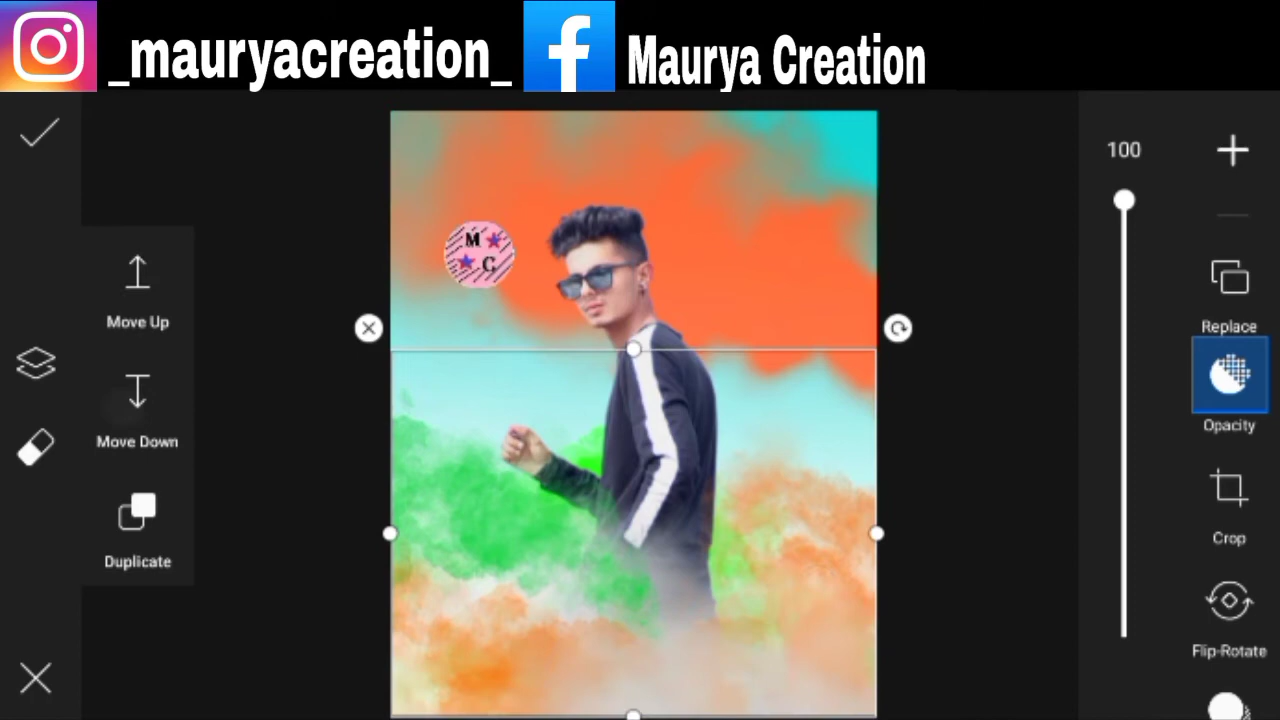 _mauryacreation_ Maurya Creation
100
Move Up
Move Down
Duplicate
Replace
Opacity
Crop
Flip-Rotate
M
C